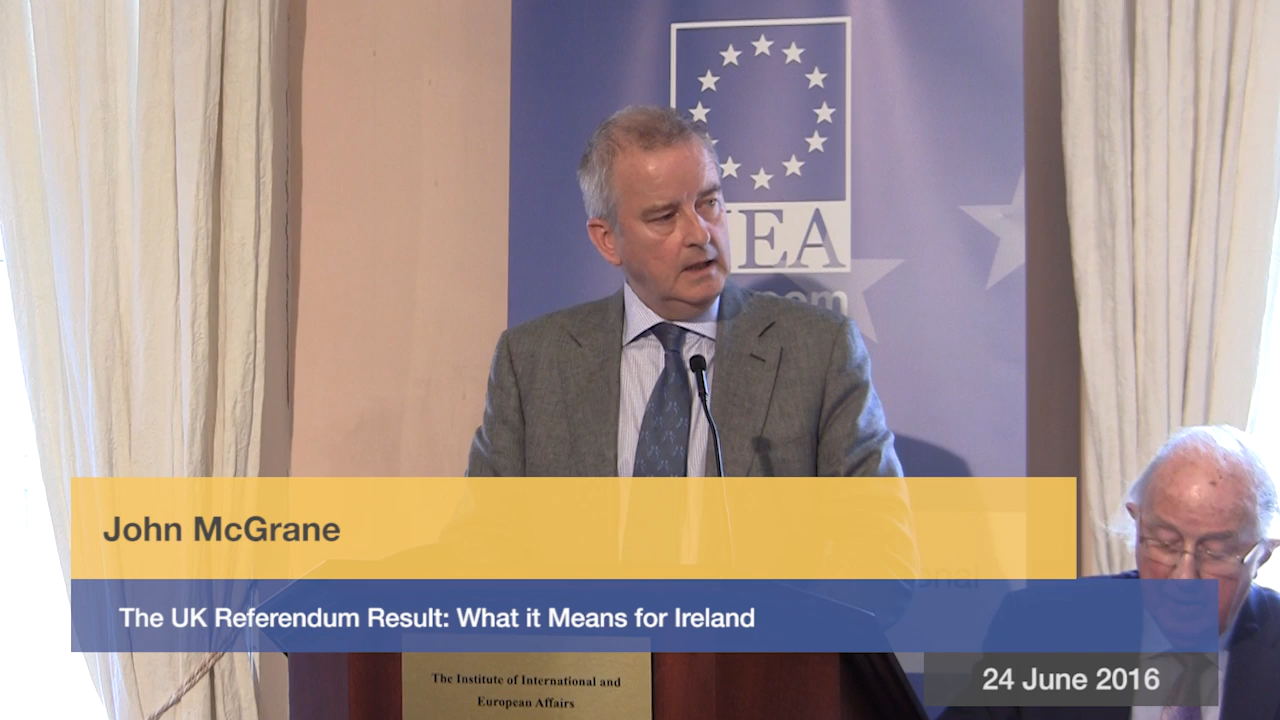 IIEA
John McGrane
The UK Referendum Result: What it Means for Ireland
The Institute of International and
European Affairs
24 June 2016